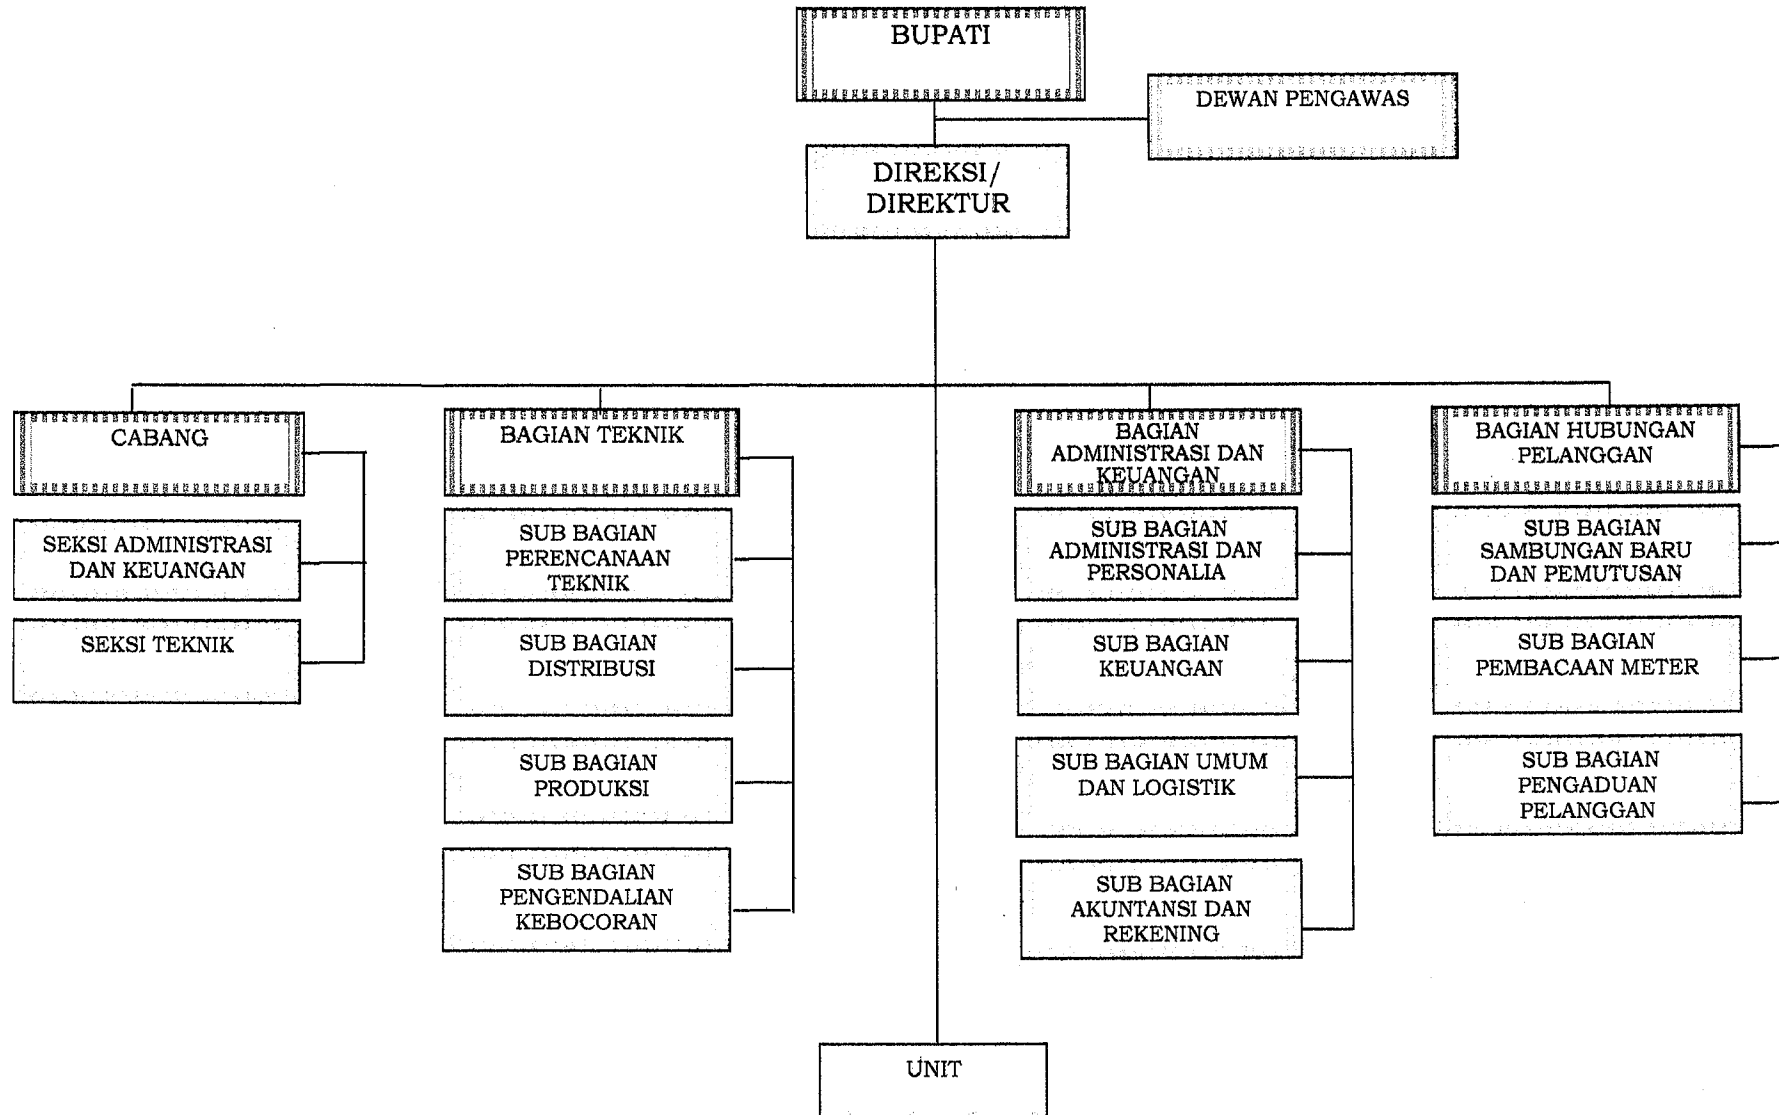 BUPATI
DEWAN PENGAWAS
DIREKSI/
DIREKTUR
CABANG
SEKSI ADMINISTRASI
DAN KEUANGAN
SEKSI TEKNIK
BAGIAN TEKNIK
SUB BAGIAN
PERENCANAAN
TEKNIK
SUB BAGIAN
DISTRIBUSI
SUB BAGIAN
PRODUKSI
SUB BAGIAN
PENGENDALIAN
KEBOCORAN
BAGIAN
ADMINISTRASI DAN
KEUANGAN
SUB BAGIAN
ADMINISTRASI DAN
PERSONALIA
SUB BAGIAN
KEUANGAN
SUB BAGIAN UMUM
DAN LOGISTIK
SUB BAGIAN
AKUNTANSI DAN
REKENING
BAGIAN HUBUNGAN
PELANGGAN
SUB BAGIAN
SAMBUNGAN BARU
DAN PEMUTUSAN
SUB BAGIAN
PEMBACAAN METER
SUB BAGIAN
PENGADUAN
PELANGGAN
UNIT